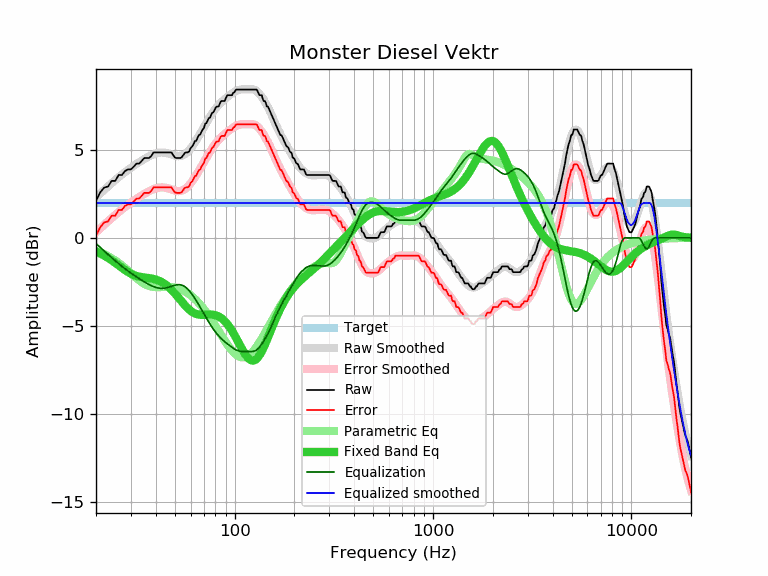 Monster Diesel Vektr
Amplitude (dBr)
5
0
−5
−10
−15
Target
Raw Smoothed
Error Smoothed
Raw
Error
Parametric Eq
Fixed Band Eq
Equalization
Equalized smoothed
100
1000
10000
Frequency (Hz)